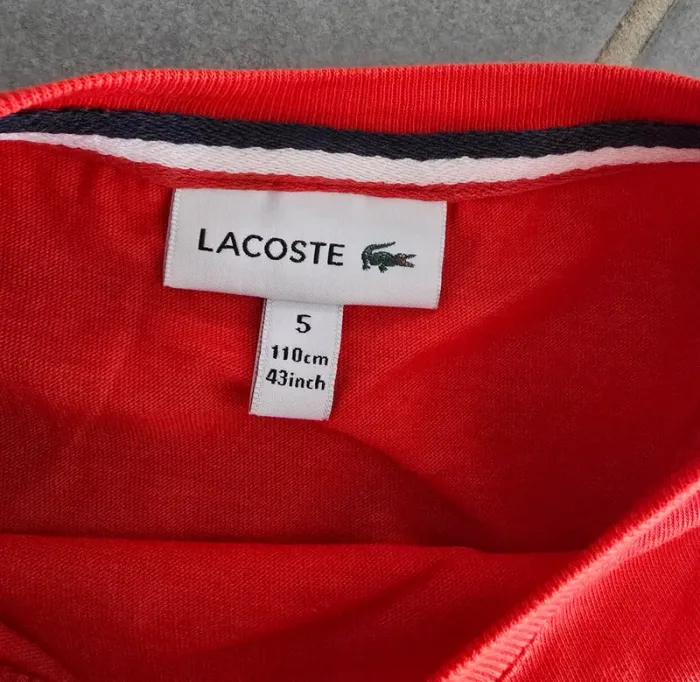 LACOSTE
5
110cm
43inch